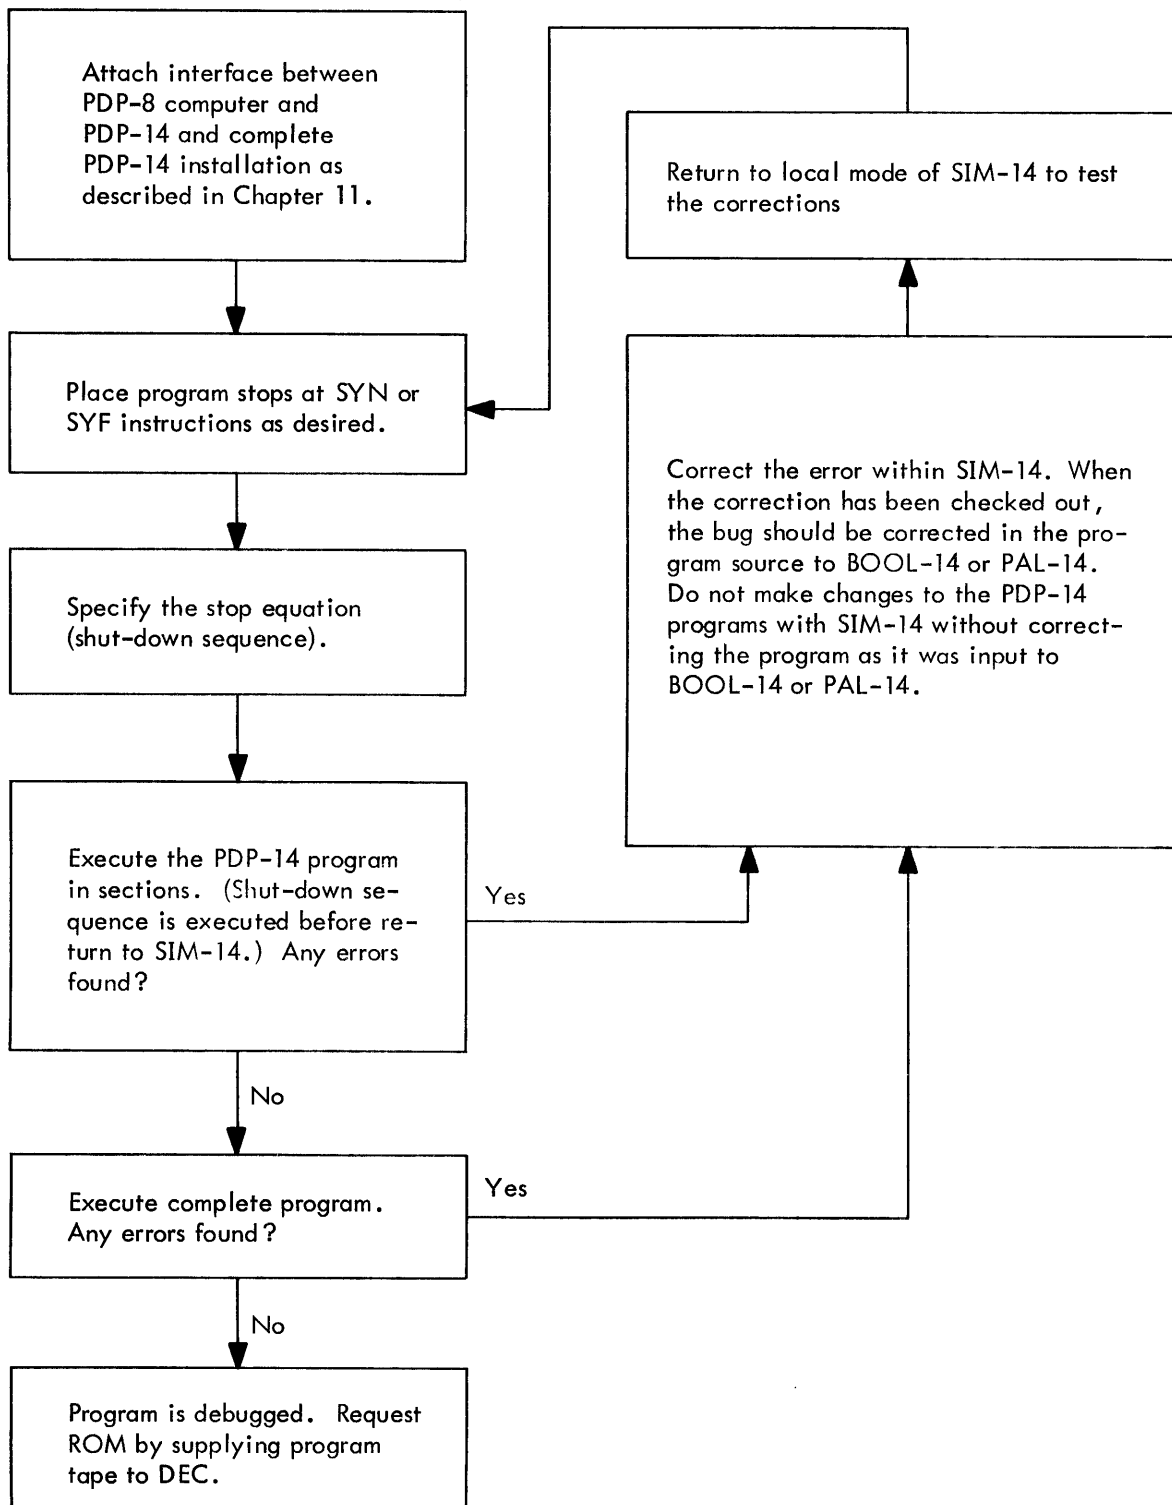 Attach interface between
PDP-8 computer and
PDP-14 and complete
PDP-14 installation as
described in Chapter 11.
Place program stops at SYN or
SYF instructions as desired.
Specify the stop equation
(shut-down sequence).
Execute the PDP-14 program
in sections. (Shut-down se-
quence is executed before re-
turn to SIM-14.) Any errors
found?
Yes
No
Execute complete program.
Any errors found?
Yes
No
Program is debugged. Request
ROM by supplying program
tape to DEC.
Return to local mode of SIM-14 to test
the corrections
Correct the error within SIM-14. When
the correction has been checked out,
the bug should be corrected in the pro-
gram source to BOOL-14 or PAL-14.
Do not make changes to the PDP-14
programs with SIM-14 without correct-
ing the program as it was input to
BOOL-14 or PAL-14.